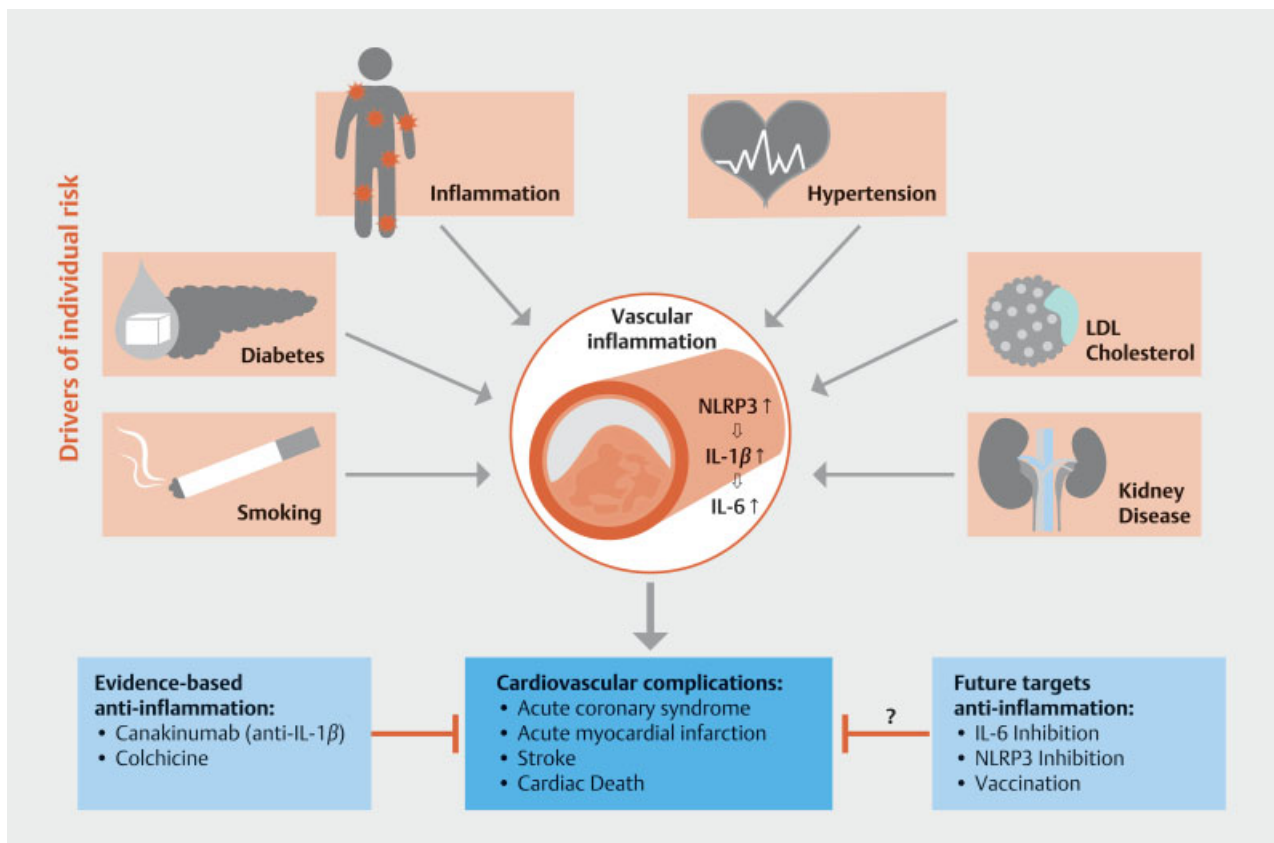 Drivers of individual risk
Inflammation
Hypertension
Diabetes
LDL
Cholesterol
Smoking
Kidney
Disease
Vascular
inflammation
NLRP3 ↑
⇩
IL-1β ↑
⇩
IL-6 ↑
Evidence-based
anti-inflammation:
• Canakinumab (anti-IL-1β)
• Colchicine
Cardiovascular complications:
• Acute coronary syndrome
• Acute myocardial infarction
• Stroke
• Cardiac Death
?
Future targets
anti-inflammation:
• IL-6 Inhibition
• NLRP3 Inhibition
• Vaccination